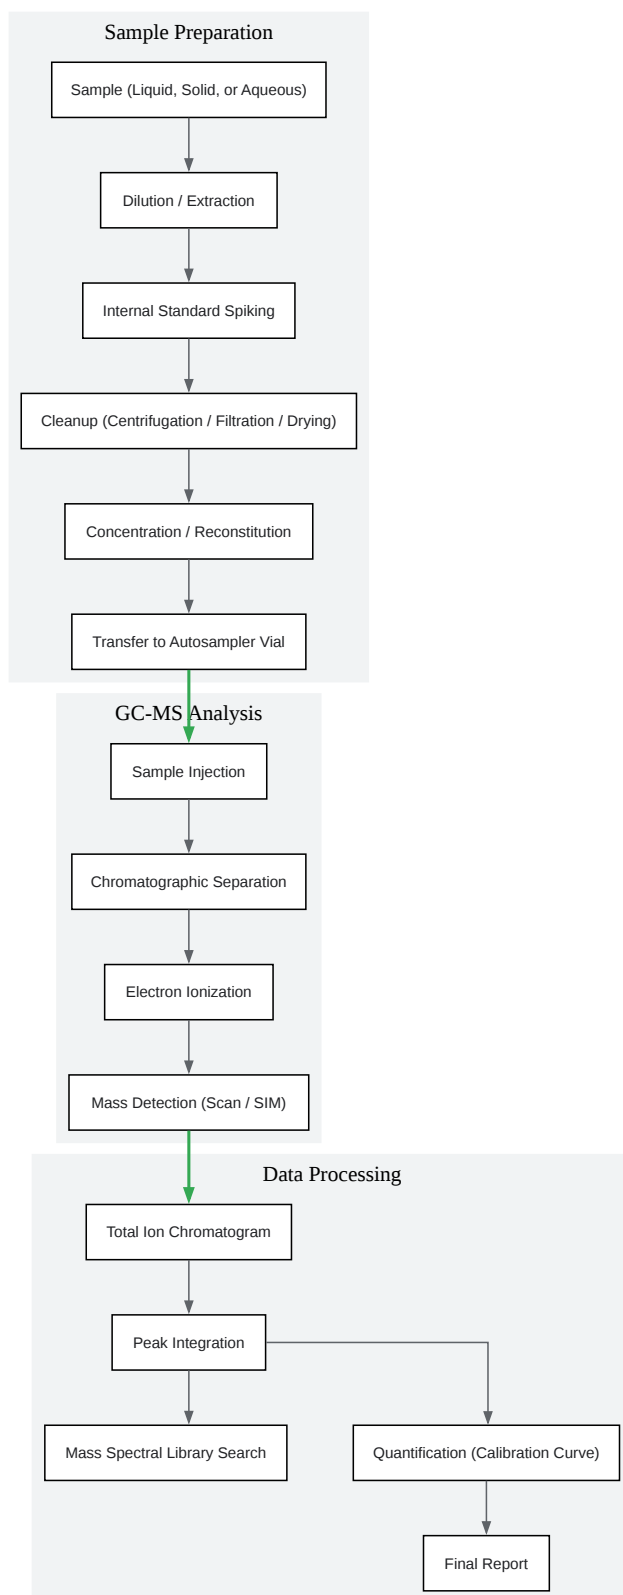 Sample Preparation
Sample (Liquid, Solid, or Aqueous)
Dilution / Extraction
Internal Standard Spiking
Cleanup (Centrifugation / Filtration / Drying)
Concentration / Reconstitution
Transfer to Autosampler Vial
GC-MS Analysis
Sample Injection
Chromatographic Separation
Electron Ionization
Mass Detection (Scan / SIM)
Data Processing
Total Ion Chromatogram
Peak Integration
Mass Spectral Library Search
Quantification (Calibration Curve)
Final Report